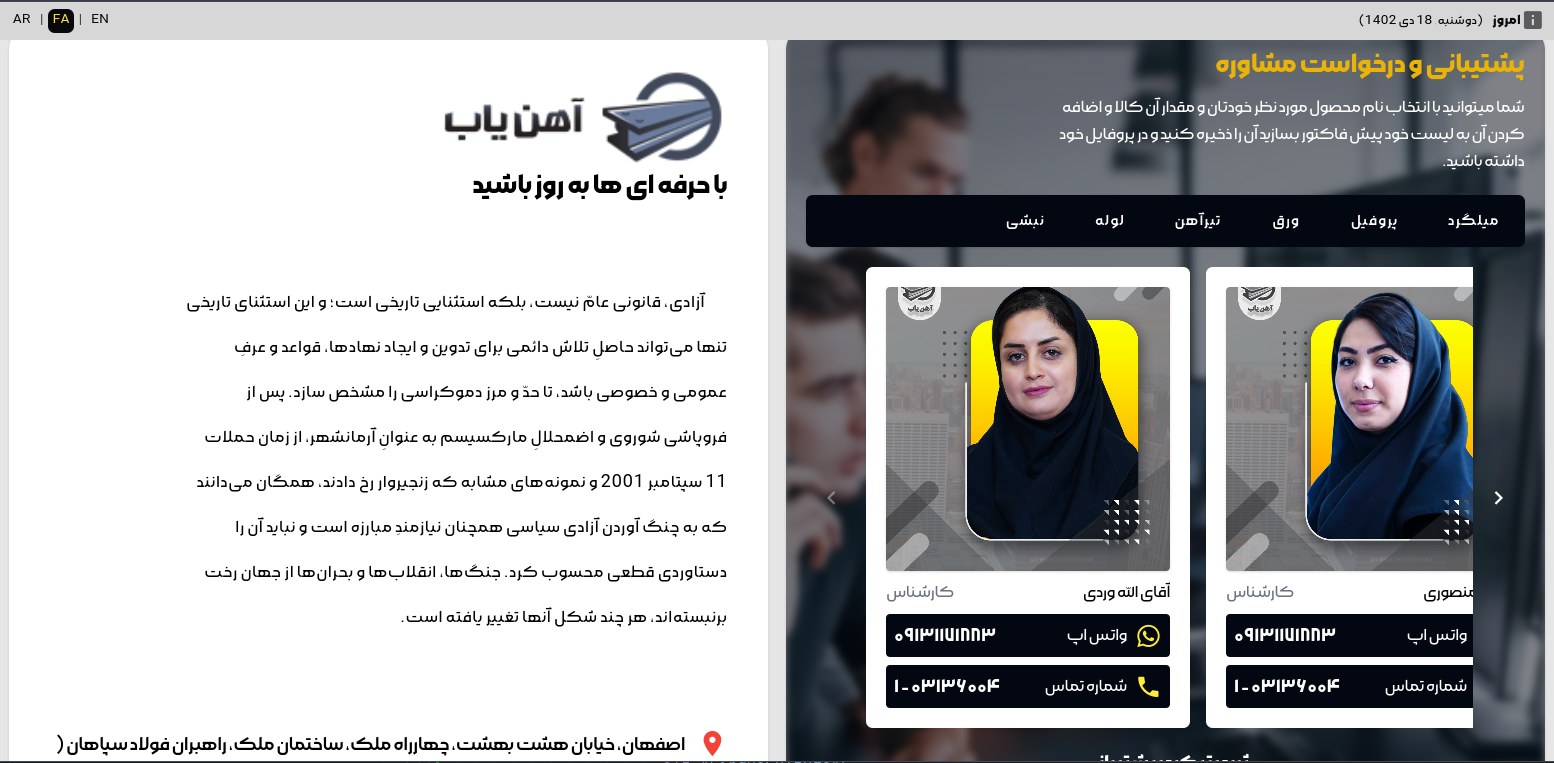 امروز (دوشنبه 18 دی 1402)
EN | FA | AR
پشتیبانی و درخواست مشاوره
شما میتوانید با انتخاب نام محصول مورد نظر خودتان و مقدار آن کالا و اضافه
کردن آن به لیست خود پیش فاکتور بسازید آن را ذخیره کنید و در پروفایل خود
داشته باشید.
میلگرد پروفیل ورق تیرآهن لوله نبشی
آهن یاب
آهن یاب
منصوری کارشناس
واتس اپ ۰۹۱۳۱۱۷۱۸۸۳
شماره تماس ۰۳۱۳۶۰۰۴-۱
آقای الله وردی کارشناس
واتس اپ ۰۹۱۳۱۱۷۱۸۸۳
شماره تماس ۰۳۱۳۶۰۰۴-۱
آهن یاب
با حرفه ای ها به روز باشید
آزادی، قانونی عامّ نیست، بلکه استثنایی تاریخی است؛ و این استثنای تاریخی
تنها می‌تواند حاصلِ تلاش دائمی برای تدوین و ایجاد نهادها، قواعد و عرفِ
عمومی و خصوصی باشد، تا حدّ و مرز دموکراسی را مشخص سازد. پس از
فروپاشی شوروی و اضمحلالِ مارکسیسم به عنوانِ آرمانشهر، از زمان حملات
11 سپتامبر 2001 و نمونه‌های مشابه که زنجیروار رخ دادند، همگان می‌دانند
که به چنگ آوردن آزادی سیاسی همچنان نیازمندِ مبارزه است و نباید آن را
دستاوردی قطعی محسوب کرد. جنگ‌ها، انقلاب‌ها و بحران‌ها از جهان رخت
برنبسته‌اند، هر چند شکل آنها تغییر یافته است.
اصفهان، خیابان هشت بهشت، چهارراه ملک، ساختمان ملک، راهبران فولاد سپاهان (